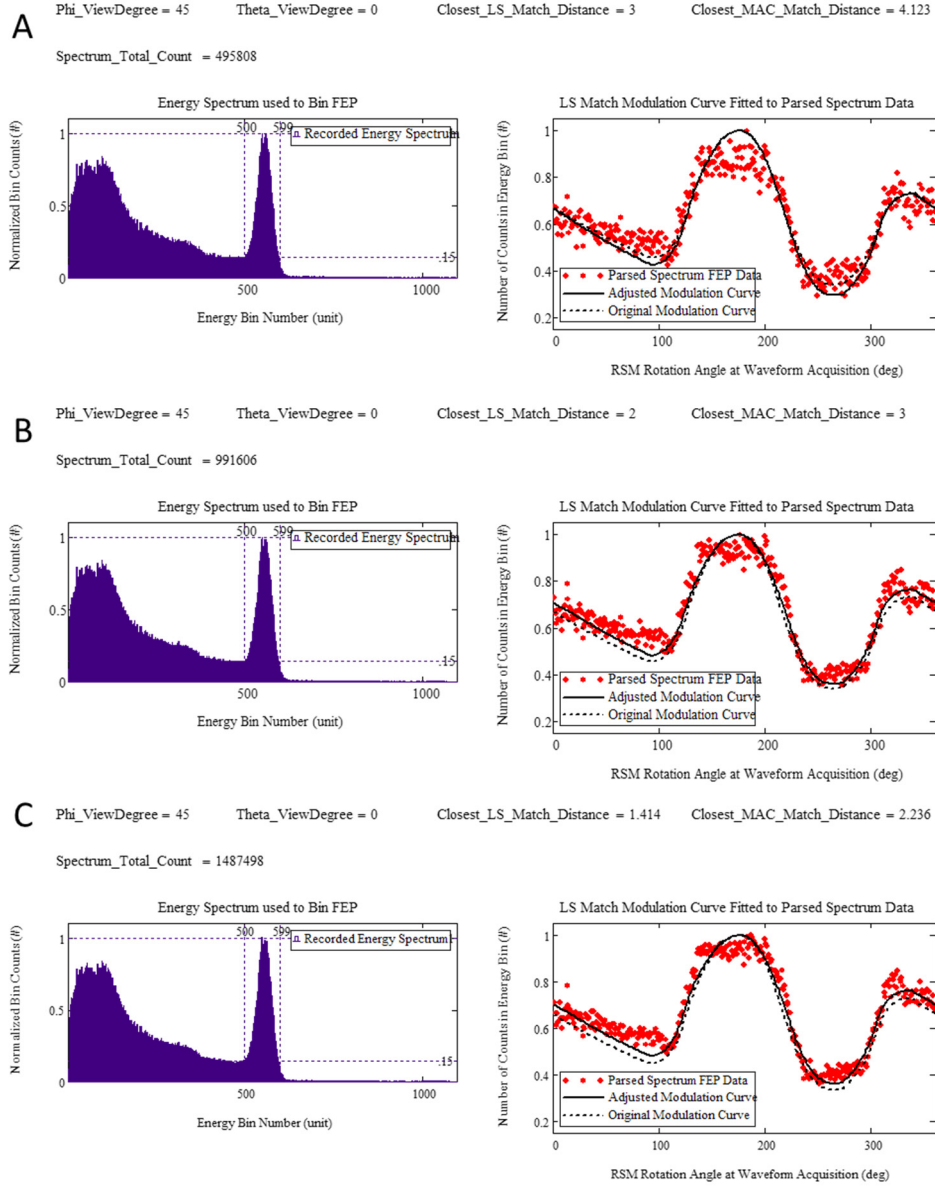 A
Phi_ViewDegree = 45 Theta_ViewDegree = 0 Closest_LS_Match_Distance = 3 Closest_MAC_Match_Distance = 4.123
Spectrum_Total_Count = 495808
Energy Spectrum used to Bin FEP
500 599
Recorded Energy Spectrum
1
0.5
0
.15
500 1000
Normalized Bin Counts (#)
Energy Bin Number (unit)
LS Match Modulation Curve Fitted to Parsed Spectrum Data
1
0.8
0.6
0.4
0.2
Number of Counts in Energy Bin (#)
Parsed Spectrum FEP Data
Adjusted Modulation Curve
Original Modulation Curve
0 100 200 300
RSM Rotation Angle at Waveform Acquisition (deg)
B
Phi_ViewDegree = 45 Theta_ViewDegree = 0 Closest_LS_Match_Distance = 2 Closest_MAC_Match_Distance = 3
Spectrum_Total_Count = 991606
Energy Spectrum used to Bin FEP
500 599
Recorded Energy Spectrum
1
0.5
0
.15
500 1000
Normalized Bin Counts (#)
Energy Bin Number (unit)
LS Match Modulation Curve Fitted to Parsed Spectrum Data
1
0.8
0.6
0.4
0.2
Number of Counts in Energy Bin (#)
Parsed Spectrum FEP Data
Adjusted Modulation Curve
Original Modulation Curve
0 100 200 300
RSM Rotation Angle at Waveform Acquisition (deg)
C
Phi_ViewDegree = 45 Theta_ViewDegree = 0 Closest_LS_Match_Distance = 1.414 Closest_MAC_Match_Distance = 2.236
Spectrum_Total_Count = 1487498
Energy Spectrum used to Bin FEP
500 599
Recorded Energy Spectrum
1
0.5
0
.15
500 1000
Normalized Bin Counts (#)
Energy Bin Number (unit)
LS Match Modulation Curve Fitted to Parsed Spectrum Data
1
0.8
0.6
0.4
0.2
Number of Counts in Energy Bin (#)
Parsed Spectrum FEP Data
Adjusted Modulation Curve
Original Modulation Curve
0 100 200 300
RSM Rotation Angle at Waveform Acquisition (deg)